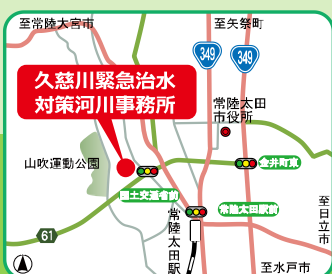 至常陸大宮市
至矢祭町
349
349
久慈川緊急治水
対策河川事務所
常陸太田
市役所
山吹運動公園
金井町東
国土交通省前
常陸太田駅前
61
常陸太田駅
至日立市
至水戸市